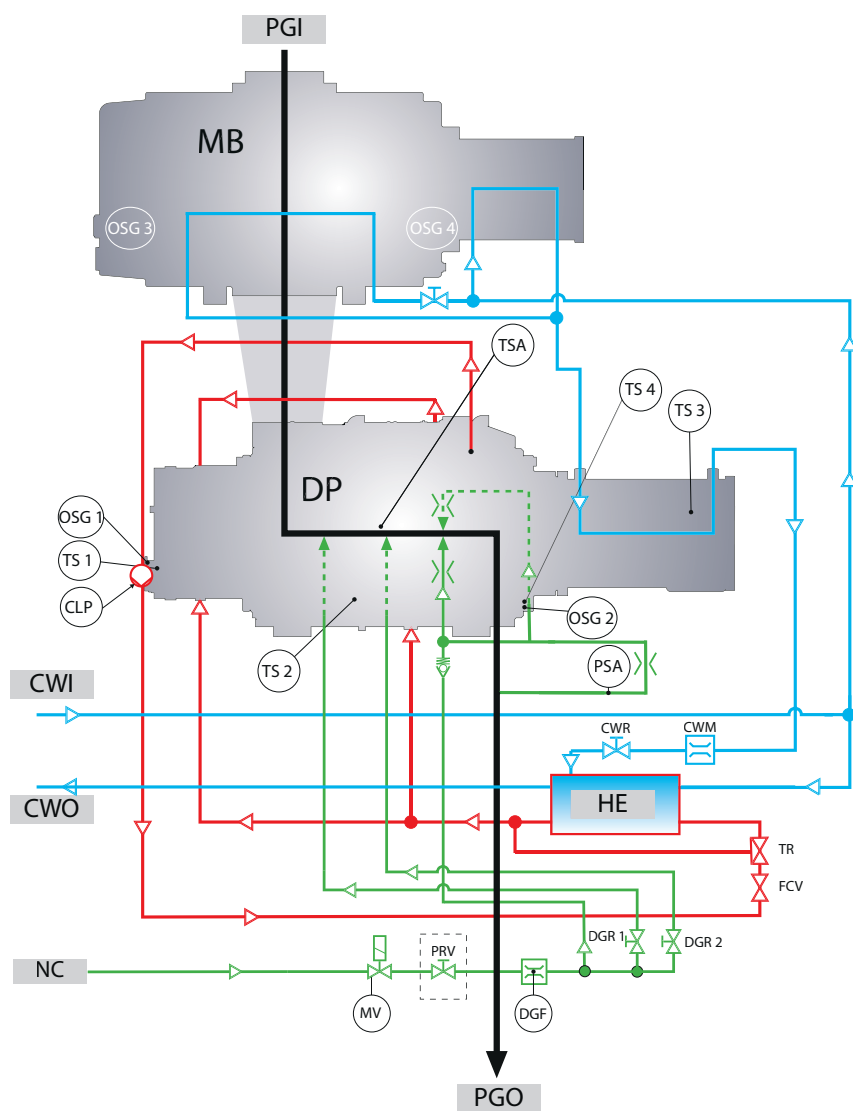 PGI
MB
OSG 3
OSG 4
TSA
TS 4
TS 3
DP
OSG 1
TS 1
CLP
OSG 2
TS 2
PSA
CWI
CWR
CWM
CWO
HE
TR
FCV
DGR 1
DGR 2
PRV
NC
MV
DGF
PGO